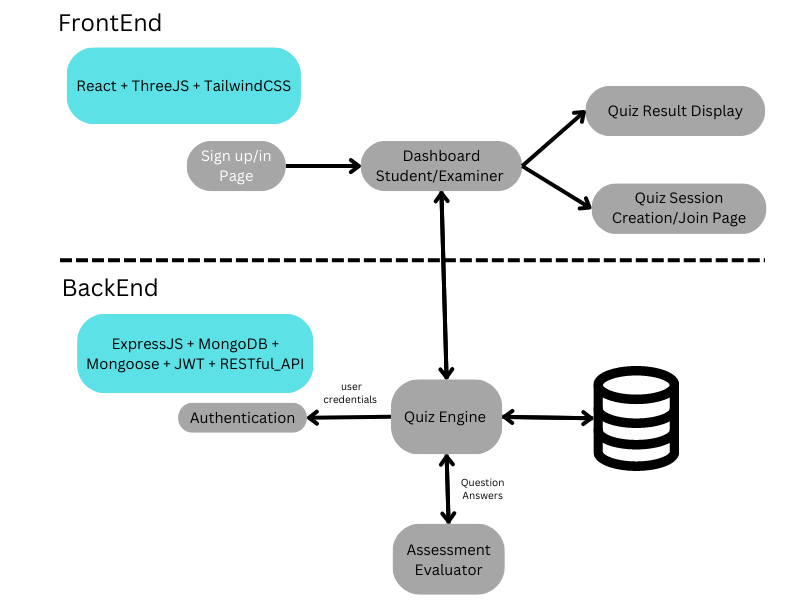 FrontEnd
React + ThreeJS + TailwindCSS
Sign up/in
Page
Dashboard
Student/Examiner
Quiz Result Display
Quiz Session
Creation/Join Page
BackEnd
ExpressJS + MongoDB +
Mongoose + JWT + RESTful_API
user
credentials
Authentication
Quiz Engine
Question
Answers
Assessment
Evaluator